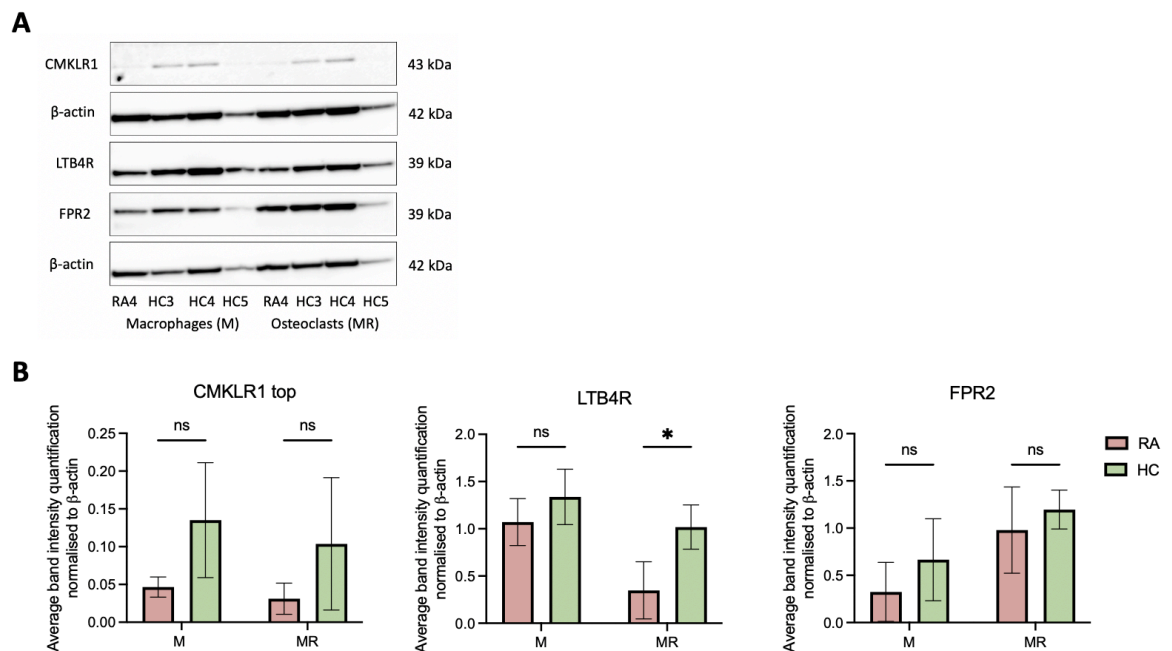 A
CMKLR1 43 kDa
β-actin 42 kDa
LTB4R 39 kDa
FPR2 39 kDa
β-actin 42 kDa
RA4 HC3 HC4 HC5 RA4 HC3 HC4 HC5
Macrophages (M) Osteoclasts (MR)
B
CMKLR1 top
Average band intensity quantification
normalised to β-actin
0.25
0.20
0.15
0.10
0.05
0.00
ns ns
M MR
LTB4R
Average band intensity quantification
normalised to β-actin
2.0
1.5
1.0
0.5
0.0
ns *
M MR
FPR2
Average band intensity quantification
normalised to β-actin
2.0
1.5
1.0
0.5
0.0
ns ns
M MR
RA
HC